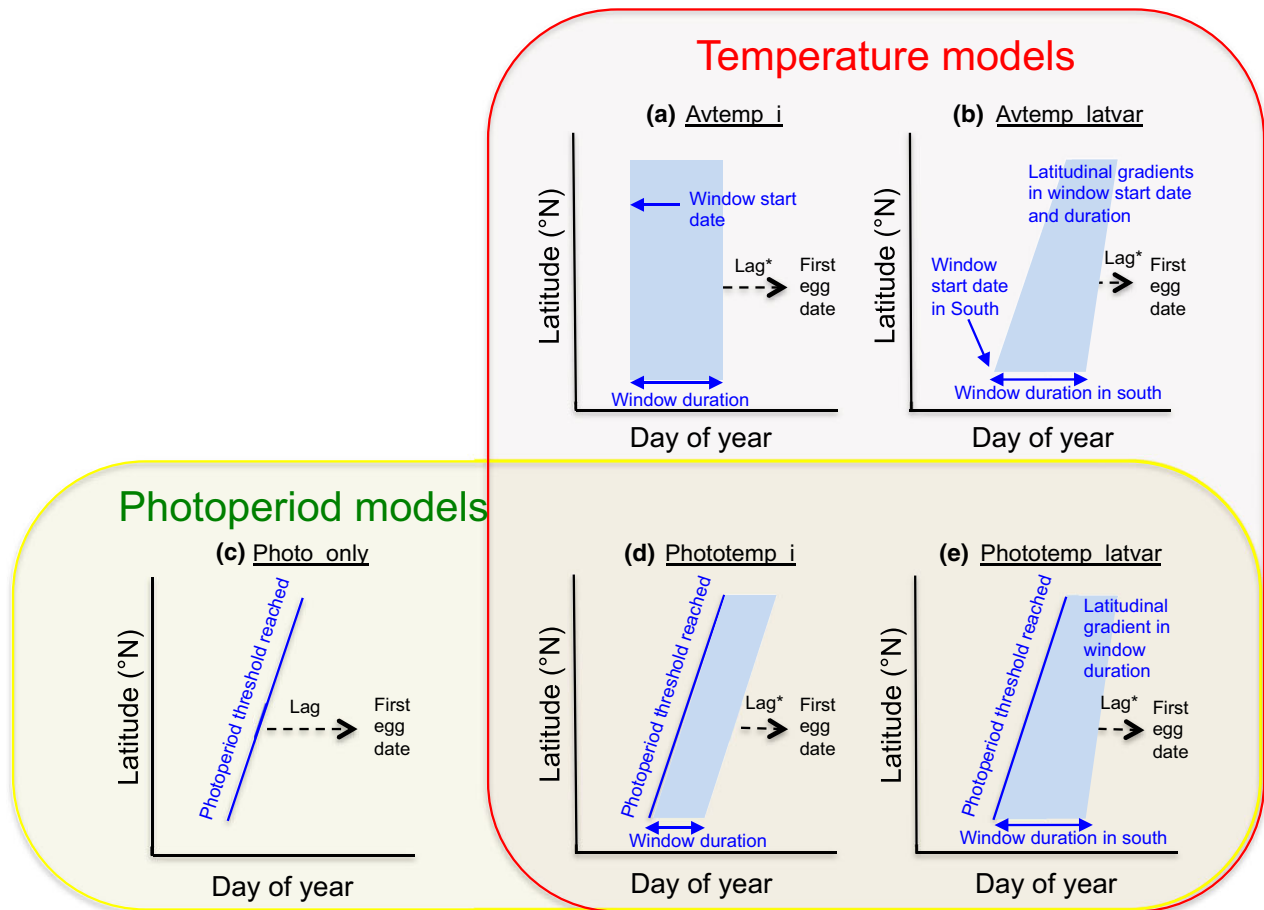 Temperature models
(a) Avtemp_i
Latitude (°N)
Window start
date
Lag*
First
egg
date
Window duration
Day of year
(b) Avtemp_latvar
Latitude (°N)
Latitudinal gradients
in window start date
and duration
Window
start date
in South
Lag*
First
egg
date
Window duration in south
Day of year
Photoperiod models
(c) Photo_only
Latitude (°N)
Photoperiod threshold reached
Lag
First
egg
date
Day of year
(d) Phototemp_i
Latitude (°N)
Photoperiod threshold reached
Lag*
First
egg
date
Window duration
Day of year
(e) Phototemp_latvar
Latitude (°N)
Photoperiod threshold reached
Latitudinal
gradient in
window
duration
Lag*
First
egg
date
Window duration in south
Day of year